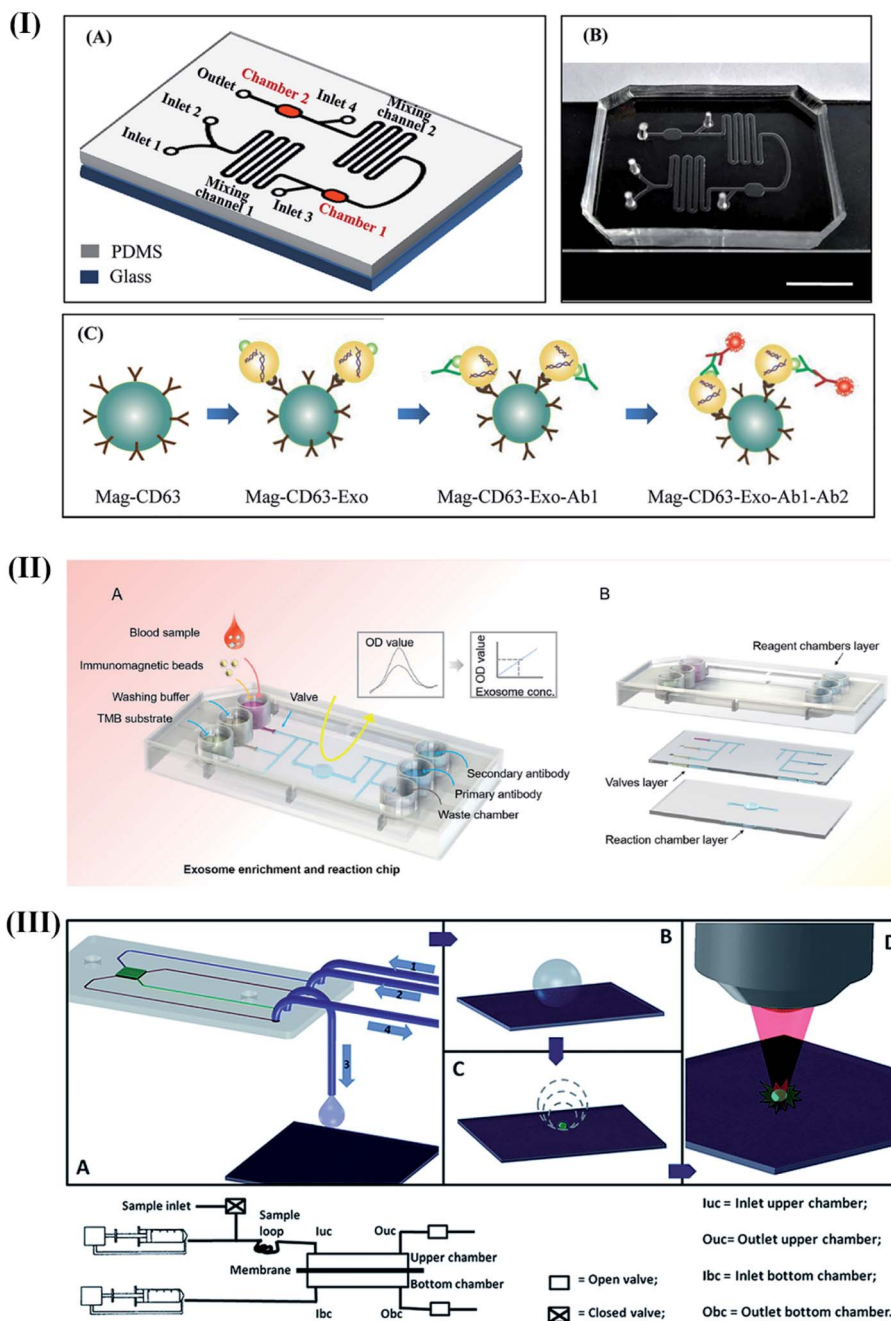 (I)
(A)
Outlet
Chamber 2
Inlet 4
Mixing
channel 2
Inlet 2
Inlet 1
Mixing
channel 1
Inlet 3
Chamber 1
PDMS
Glass
(B)
(C)
Mag-CD63
Mag-CD63-Exo
Mag-CD63-Exo-Ab1
Mag-CD63-Exo-Ab1-Ab2
(II)
A
Blood sample
Immunomagnetic beads
Washing buffer
TMB substrate
Valve
OD value
OD value
Exosome conc.
Secondary antibody
Primary antibody
Waste chamber
Exosome enrichment and reaction chip
B
Reagent chambers layer
Valves layer
Reaction chamber layer
(III)
1
2
4
3
A
B
C
D
Sample inlet
Sample
loop
Iuc
Ouc
Upper chamber
Membrane
Bottom chamber
Ibc
Obc
= Open valve;
= Closed valve;
Iuc = Inlet upper chamber;
Ouc= Outlet upper chamber;
Ibc = Inlet bottom chamber;
Obc = Outlet bottom chamber.